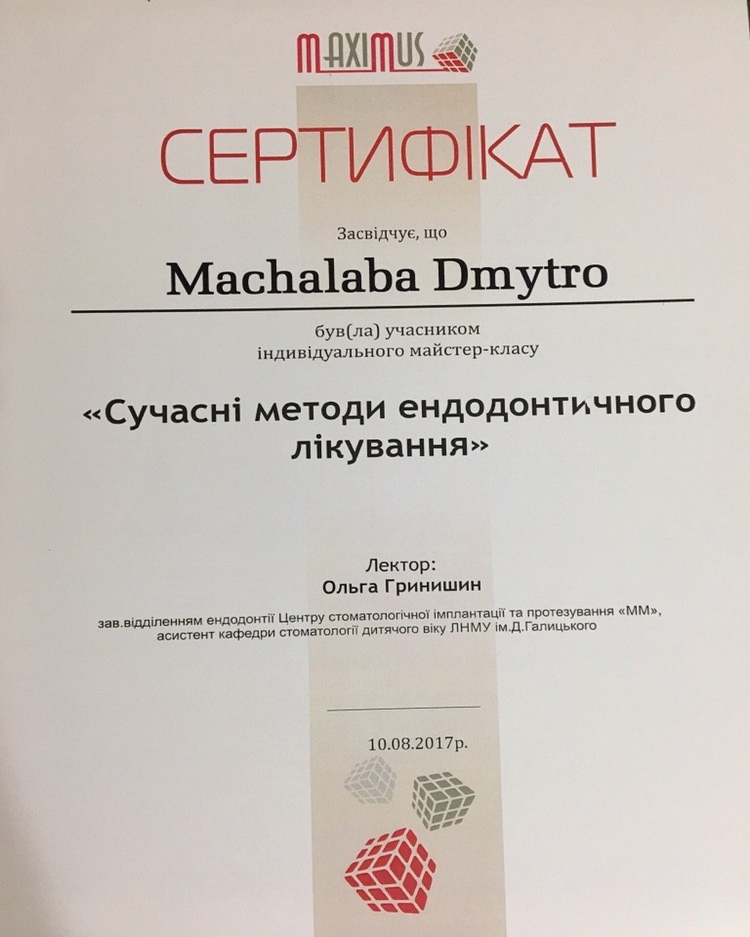 MAXIMUS
СЕРТИФІКАТ
Засвідчує, що
Machalaba Dmytro
був(ла) учасником
індивідуального майстер-класу
«Сучасні методи ендодонтичного
лікування»
Лектор:
Ольга Гринишин
зав.відділенням ендодонтії Центру стоматологічної імплантації та протезування «ММ»,
асистент кафедри стоматології дитячого віку ЛНМУ ім.Д.Галицького
10.08.2017р.